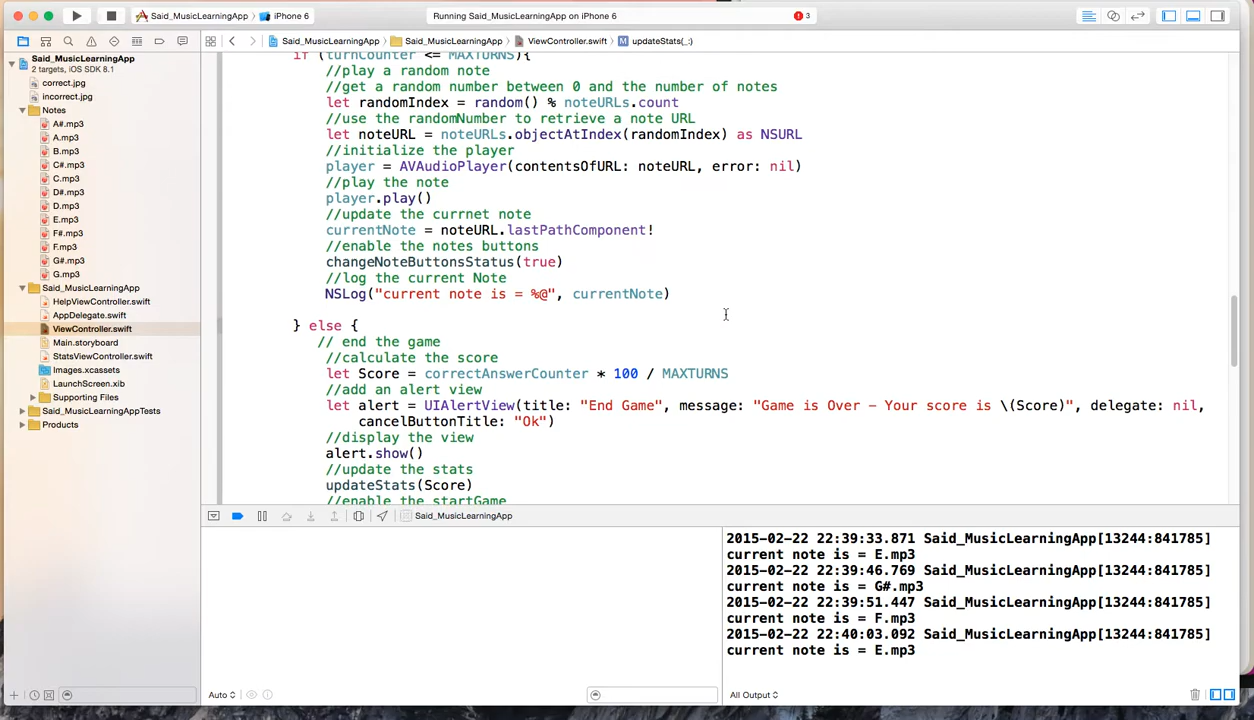 Said_MusicLearningApp
iPhone 6
Running Said_MusicLearningApp on iPhone 6
3
Said_MusicLearningApp
Said_MusicLearningApp
ViewController.swift
M
updateStats(_:)
Said_MusicLearningApp
2 targets, iOS SDK 8.1
correct.jpg
incorrect.jpg
Notes
A#.mp3
A.mp3
B.mp3
C#.mp3
C.mp3
D#.mp3
D.mp3
E.mp3
F#.mp3
F.mp3
G#.mp3
G.mp3
Said_MusicLearningApp
HelpViewController.swift
AppDelegate.swift
ViewController.swift
Main.storyboard
StatsViewController.swift
Images.xcassets
LaunchScreen.xib
Supporting Files
Said_MusicLearningAppTests
Products
if (turnCounter <= MAXTURNS){
//play a random note
//get a random number between 0 and the number of notes
let randomIndex = random() % noteURLs.count
//use the randomNumber to retrieve a note URL
let noteURL = noteURLs.objectAtIndex(randomIndex) as NSURL
//initialize the player
player = AVAudioPlayer(contentsOfURL: noteURL, error: nil)
//play the note
player.play()
//update the currnet note
currentNote = noteURL.lastPathComponent!
//enable the notes buttons
changeNoteButtonsStatus(true)
//log the current Note
NSLog("current note is = %@", currentNote)
} else {
// end the game
//calculate the score
let Score = correctAnswerCounter * 100 / MAXTURNS
//add an alert view
let alert = UIAlertView(title: "End Game", message: "Game is Over – Your score is \(Score)", delegate: nil,
cancelButtonTitle: "Ok")
//display the view
alert.show()
//update the stats
updateStats(Score)
//enable the startGame
Said_MusicLearningApp
2015-02-22 22:39:33.871 Said_MusicLearningApp[13244:841785]
current note is = E.mp3
2015-02-22 22:39:46.769 Said_MusicLearningApp[13244:841785]
current note is = G#.mp3
2015-02-22 22:39:51.447 Said_MusicLearningApp[13244:841785]
current note is = F.mp3
2015-02-22 22:40:03.092 Said_MusicLearningApp[13244:841785]
current note is = E.mp3
Auto
All Output